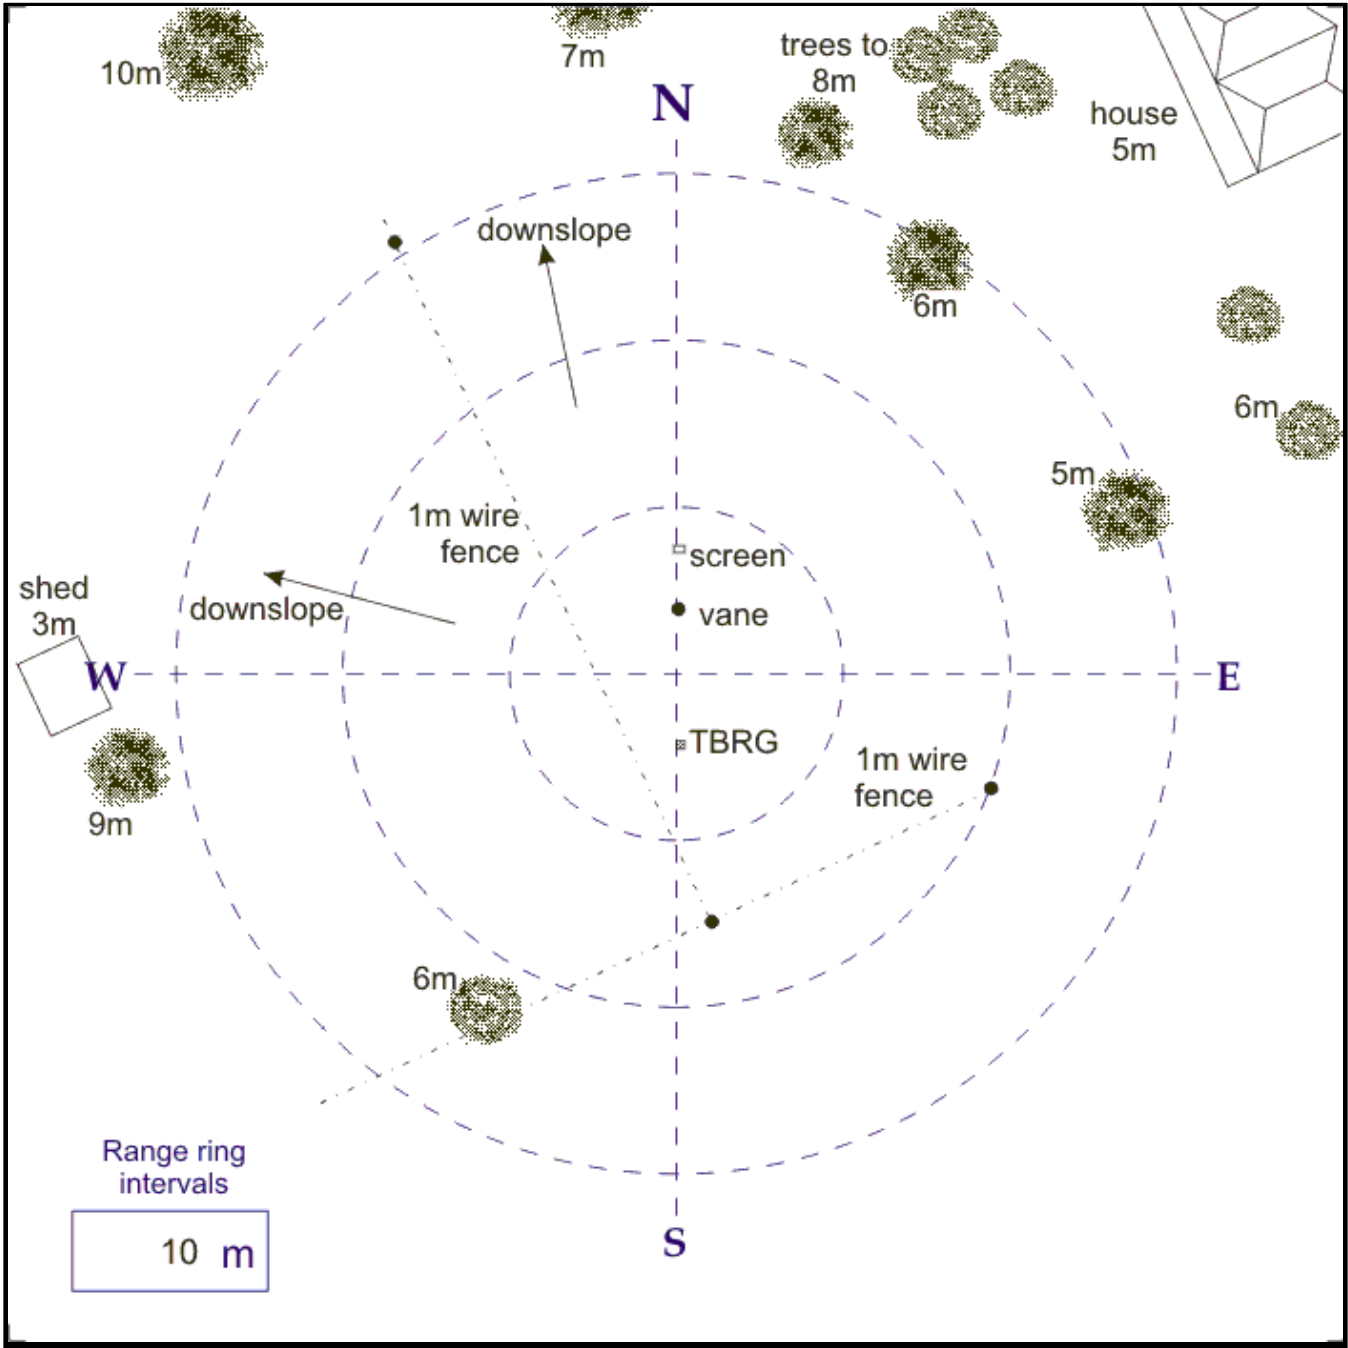 10m
7m
trees to
8m
N
house
5m
downslope
6m
6m
5m
1m wire
fence
screen
shed
3m
downslope
vane
W
E
TBRG
1m wire
fence
9m
6m
Range ring
intervals
10 m
S